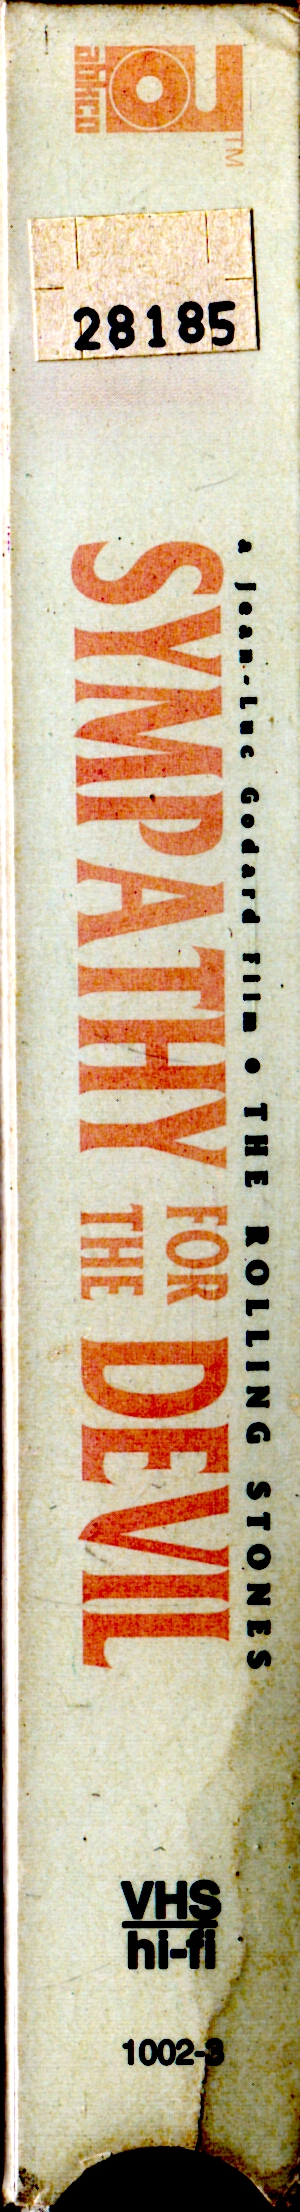 abkco
TM
28185
a Jean-Luc Godard Film • THE ROLLING STONES
SYMPATHY FOR THE DEVIL
VHS
hi-fi
1002-3